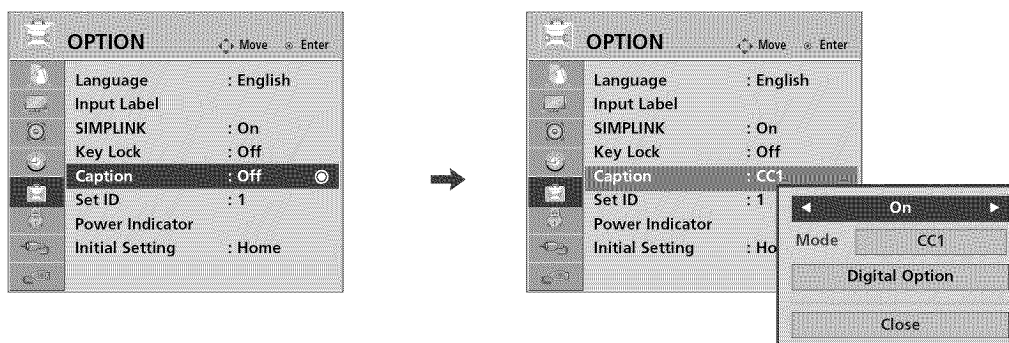 OPTION Move Enter
Language : English
Input Label
SIMPLINK : On
Key Lock : Off
Caption : Off
Set ID : 1
Power Indicator
Initial Setting : Home
OPTION Move Enter
Language : English
Input Label
SIMPLINK : On
Key Lock : Off
Caption : CC1
Set ID : 1
Power Indicator
Initial Setting : Ho
On
Mode CC1
Digital Option
Close